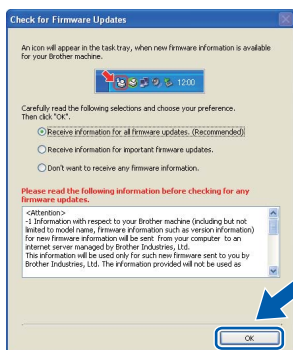 Check for Firmware Updates
An icon will appear in the task tray, when new firmware information is available
for your Brother machine.
12:00
Carefully read the following selections and choose your preference.
Then click "OK".
Receive information for all firmware updates. (Recommended)
Receive information for important firmware updates.
Don't want to receive any firmware information.
Please read the following information before checking for any
firmware updates.
<Attention>
-1 Information with respect to your Brother machine (including but not
limited to model name, firmware information such as version information)
for new firmware information will be sent from your computer to an
internet server managed by Brother Industries, Ltd.
This information will be used only for such new firmware sent to you by
Brother Industries, Ltd. The information provided will not be used as
OK